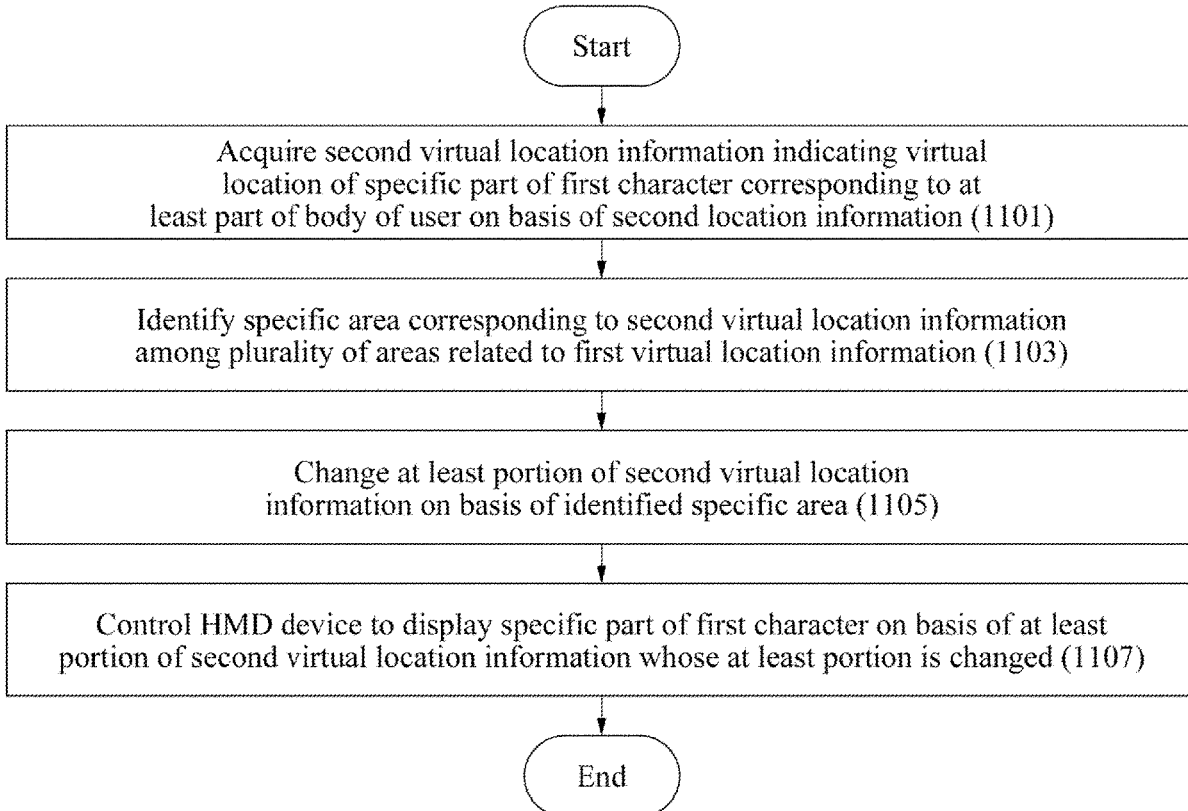 Start
Acquire second virtual location information indicating virtual
location of specific part of first character corresponding to at
least part of body of user on basis of second location information (1101)
Identify specific area corresponding to second virtual location information
among plurality of areas related to first virtual location information (1103)
Change at least portion of second virtual location
information on basis of identified specific area (1105)
Control HMD device to display specific part of first character on basis of at least
portion of second virtual location information whose at least portion is changed (1107)
End